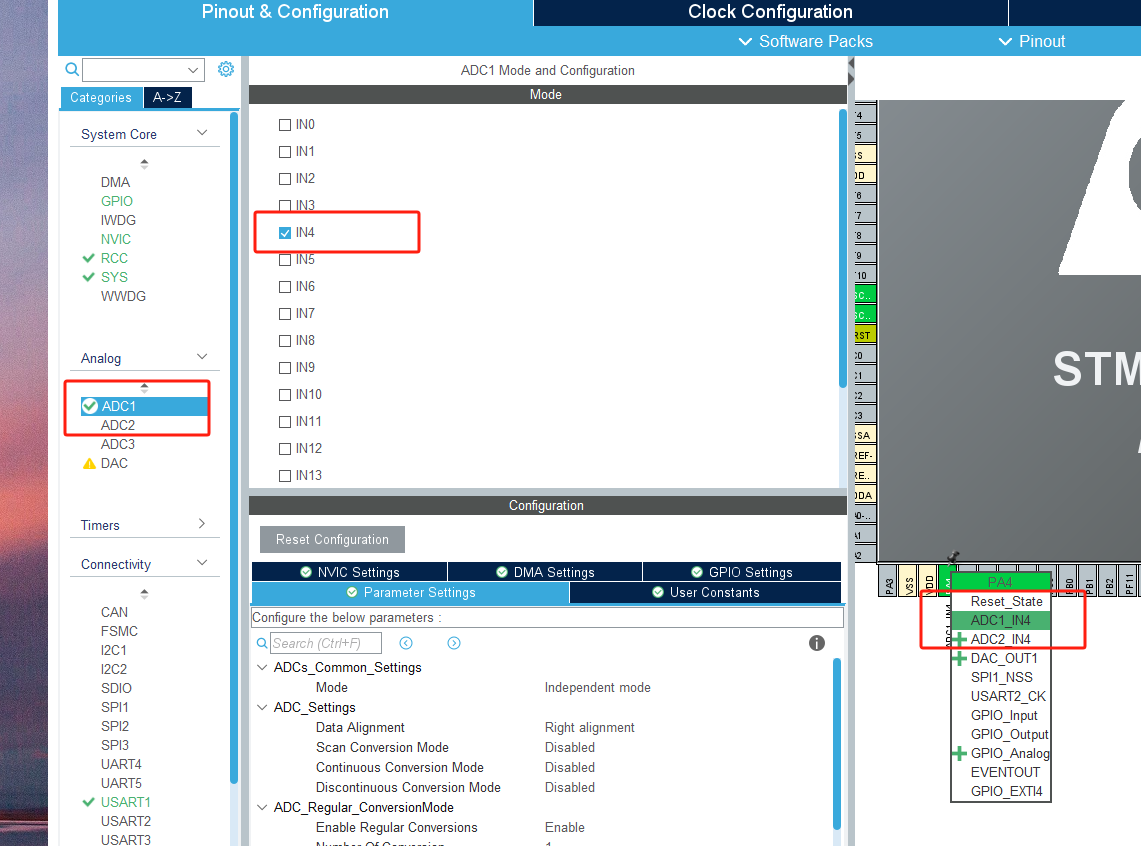 Pinout & Configuration
Clock Configuration
Software Packs
Pinout
Categories
A->Z
System Core
DMA
GPIO
IWDG
NVIC
RCC
SYS
WWDG
Analog
ADC1
ADC2
ADC3
DAC
Timers
Connectivity
CAN
FSMC
I2C1
I2C2
SDIO
SPI1
SPI2
SPI3
UART4
UART5
USART1
USART2
USART3
ADC1 Mode and Configuration
Mode
IN0
IN1
IN2
IN3
IN4
IN5
IN6
IN7
IN8
IN9
IN10
IN11
IN12
IN13
Configuration
Reset Configuration
NVIC Settings
DMA Settings
GPIO Settings
Parameter Settings
User Constants
Configure the below parameters :
Search (Ctrl+F)
ADCs_Common_Settings
Mode Independent mode
ADC_Settings
Data Alignment Right alignment
Scan Conversion Mode Disabled
Continuous Conversion Mode Disabled
Discontinuous Conversion Mode Disabled
ADC_Regular_ConversionMode
Enable Regular Conversions Enable
Number Of Conversion 1
STM
PA3
VSS
VDD
PB0
PB1
PB2
PF11
PA4
Reset_State
ADC1_IN4
ADC2_IN4
DAC_OUT1
SPI1_NSS
USART2_CK
GPIO_Input
GPIO_Output
GPIO_Analog
EVENTOUT
GPIO_EXTI4